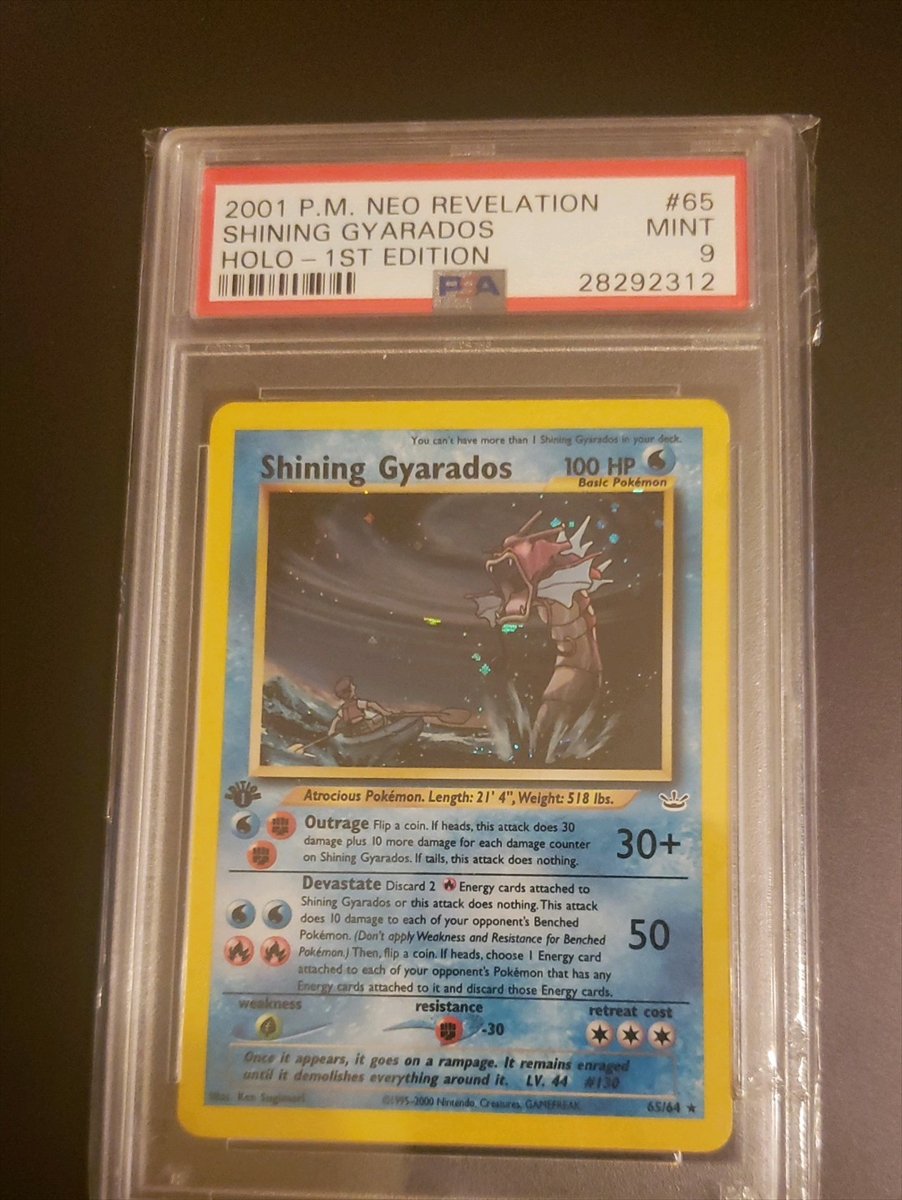 2001 P.M. NEO REVELATION #65
SHINING GYARADOS MINT
HOLO – 1ST EDITION 9
PSA 28292312
You can't have more than 1 Shining Gyarados in your deck.
Shining Gyarados 100 HP
Basic Pokémon
EDITION
1
Atrocious Pokémon. Length: 21' 4", Weight: 518 lbs.
Outrage Flip a coin. If heads, this attack does 30
damage plus 10 more damage for each damage counter
on Shining Gyarados. If tails, this attack does nothing.
30+
Devastate Discard 2 Energy cards attached to
Shining Gyarados or this attack does nothing. This attack
does 10 damage to each of your opponent's Benched
Pokémon. (Don't apply Weakness and Resistance for Benched
Pokémon.) Then, flip a coin. If heads, choose 1 Energy card
attached to each of your opponent's Pokémon that has any
Energy cards attached to it and discard those Energy cards.
50
weakness resistance retreat cost
-30
Once it appears, it goes on a rampage. It remains enraged
until it demolishes everything around it. LV. 44 #130
Illus. Ken Sugimori ©1995-2000 Nintendo, Creatures, GAMEFREAK. 65/64 ★